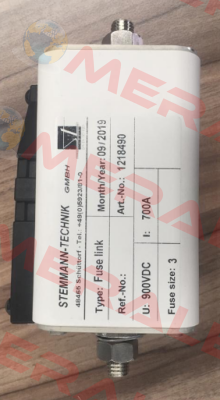 STEMMANN-TECHNIK
GMBH
48465 Schüttorf - Tel.: +49(0)5923/81-0
Type: Fuse link
Month/Year: 09/2019
Ref.-No.:
Art.-No.: 1218490
U: 900VDC
I: 700A
Fuse size: 3